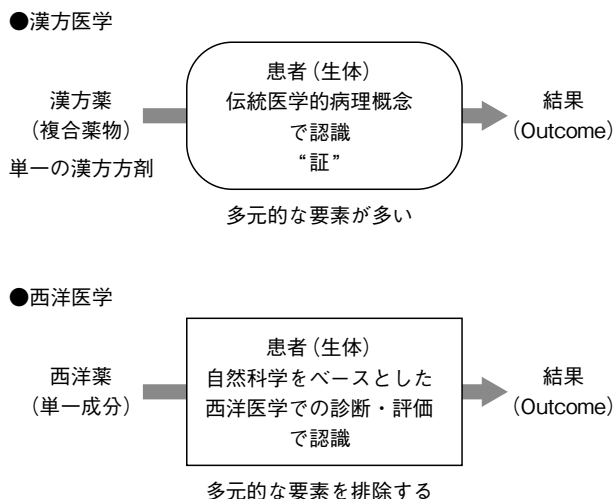 ●漢方医学
漢方薬
（複合薬物）
単一の漢方方剤
患者（生体）
伝統医学的病理概念
で認識
“証”
結果
（Outcome）
多元的な要素が多い
●西洋医学
西洋薬
（単一成分）
患者（生体）
自然科学をベースとした
西洋医学での診断・評価
で認識
結果
（Outcome）
多元的な要素を排除する